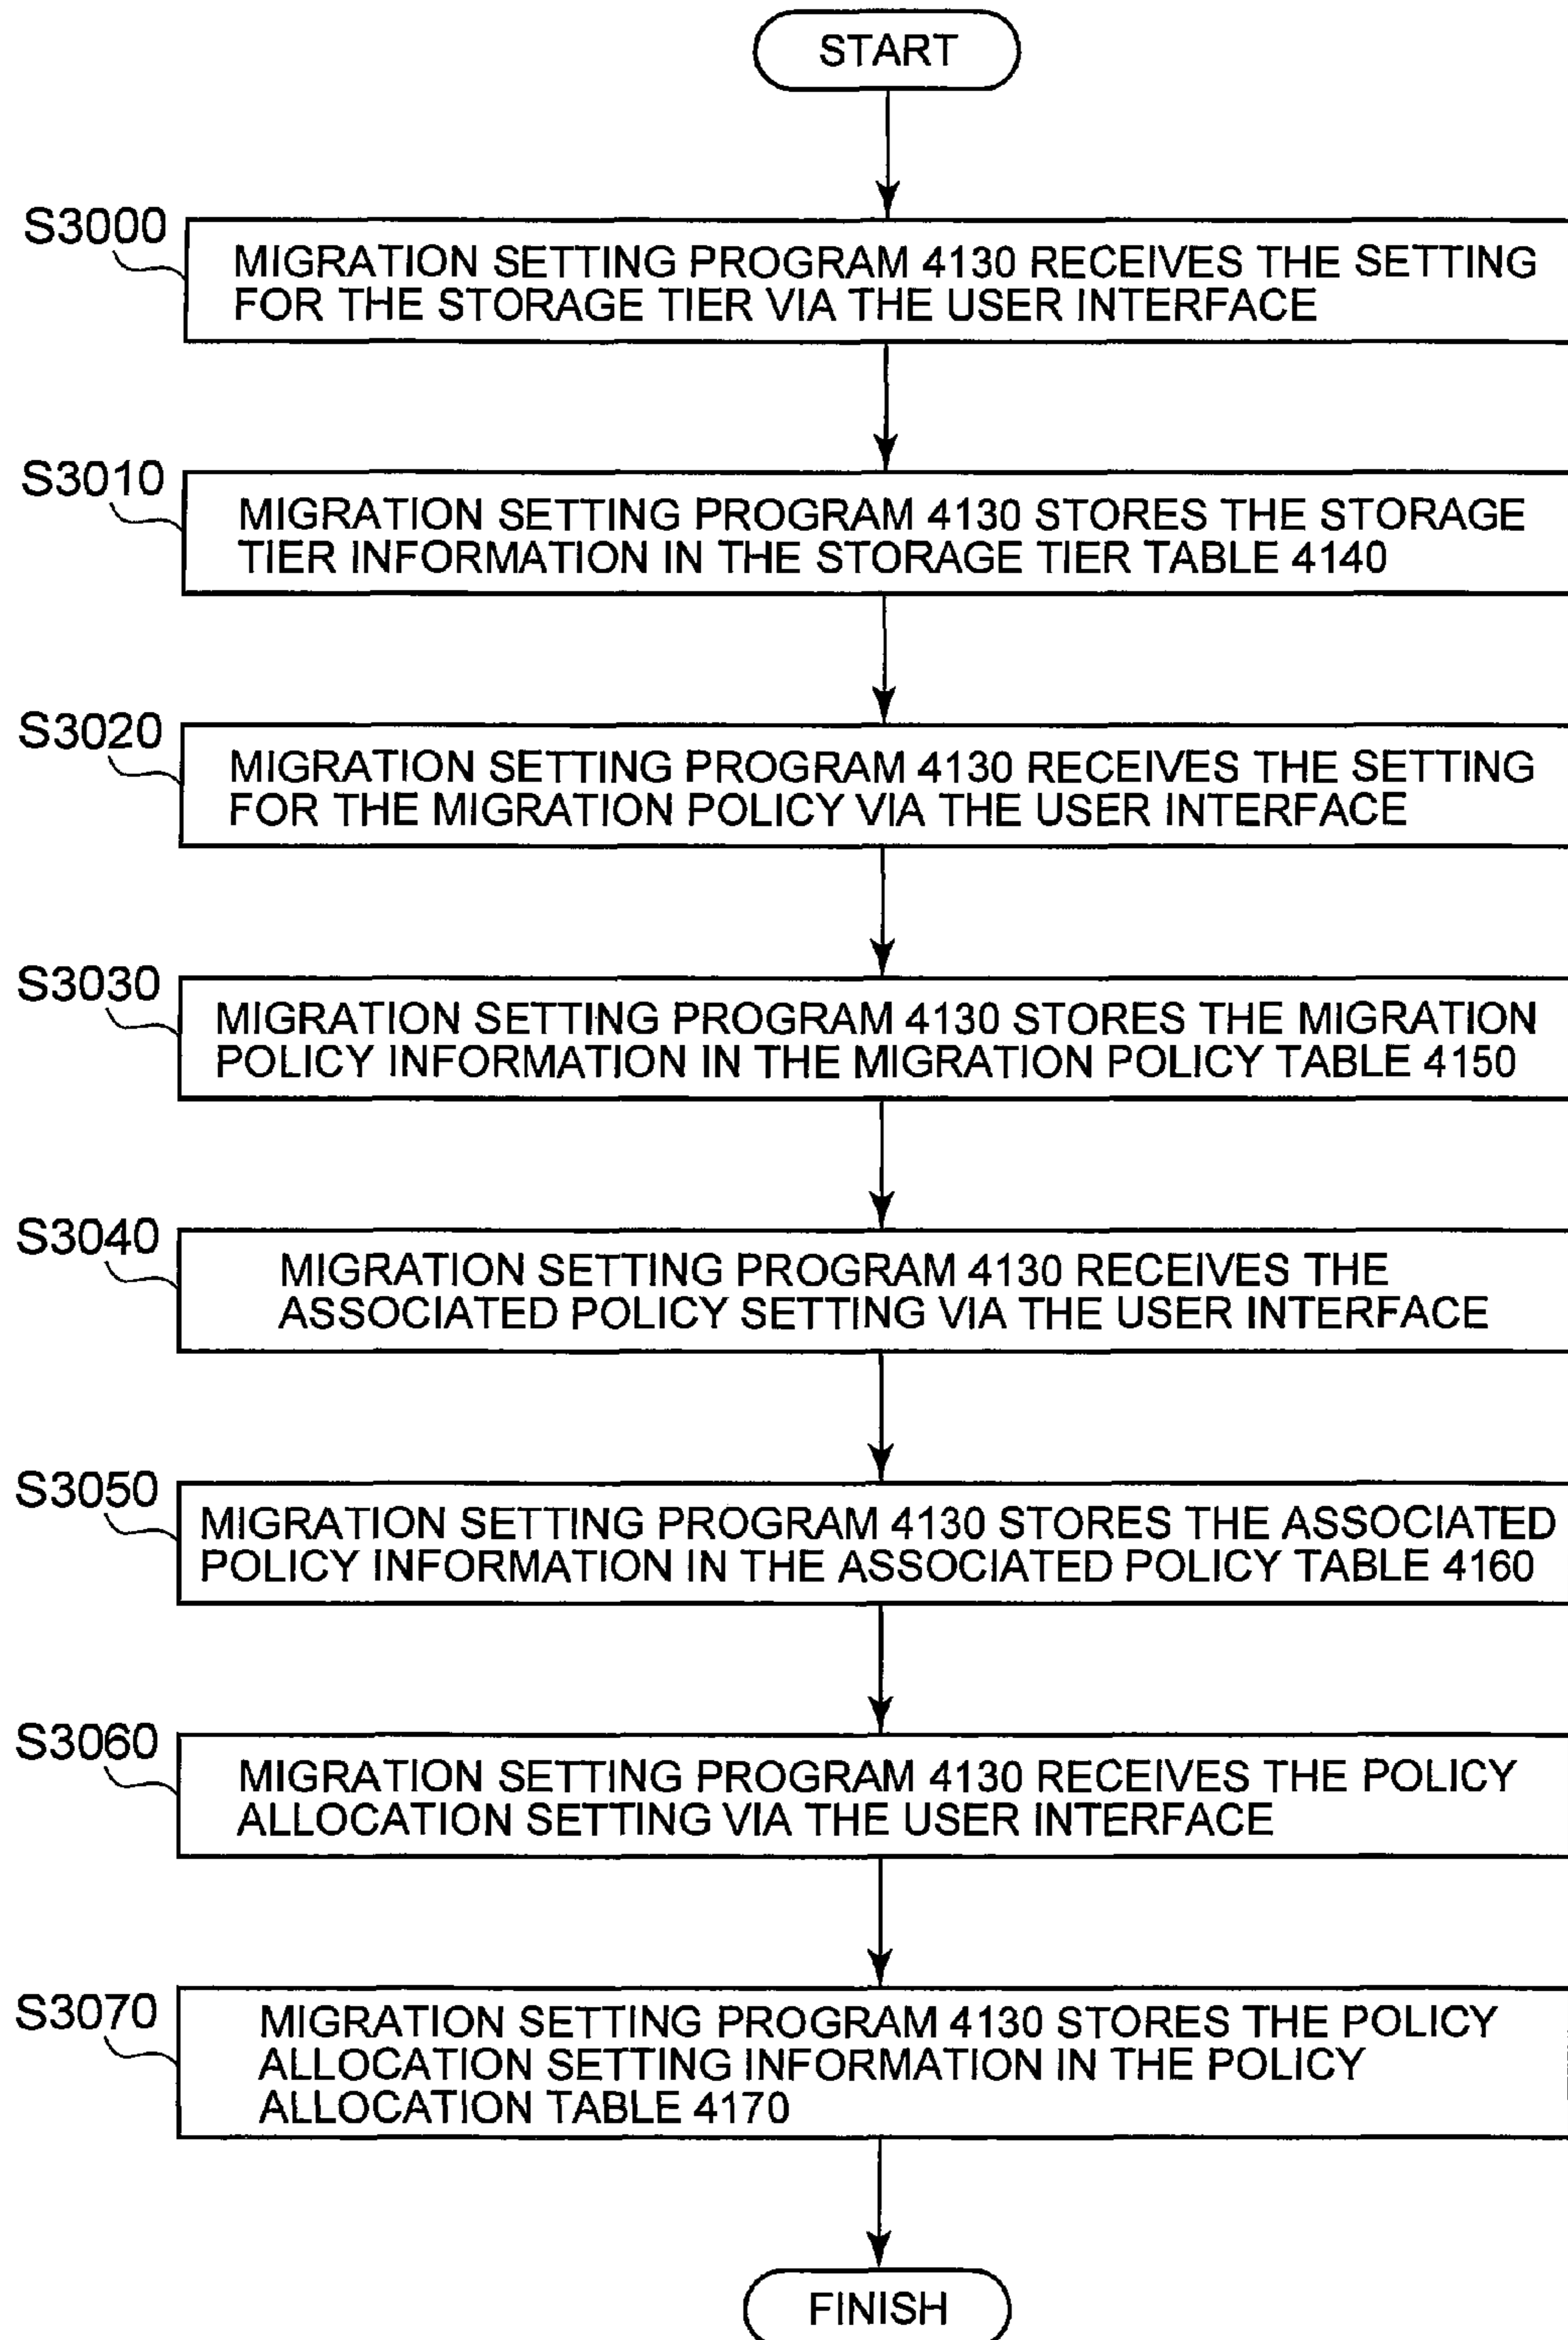 START
S3000
MIGRATION SETTING PROGRAM 4130 RECEIVES THE SETTING
FOR THE STORAGE TIER VIA THE USER INTERFACE
S3010
MIGRATION SETTING PROGRAM 4130 STORES THE STORAGE
TIER INFORMATION IN THE STORAGE TIER TABLE 4140
S3020
MIGRATION SETTING PROGRAM 4130 RECEIVES THE SETTING
FOR THE MIGRATION POLICY VIA THE USER INTERFACE
S3030
MIGRATION SETTING PROGRAM 4130 STORES THE MIGRATION
POLICY INFORMATION IN THE MIGRATION POLICY TABLE 4150
S3040
MIGRATION SETTING PROGRAM 4130 RECEIVES THE
ASSOCIATED POLICY SETTING VIA THE USER INTERFACE
S3050
MIGRATION SETTING PROGRAM 4130 STORES THE ASSOCIATED
POLICY INFORMATION IN THE ASSOCIATED POLICY TABLE 4160
S3060
MIGRATION SETTING PROGRAM 4130 RECEIVES THE POLICY
ALLOCATION SETTING VIA THE USER INTERFACE
S3070
MIGRATION SETTING PROGRAM 4130 STORES THE POLICY
ALLOCATION SETTING INFORMATION IN THE POLICY
ALLOCATION TABLE 4170
FINISH